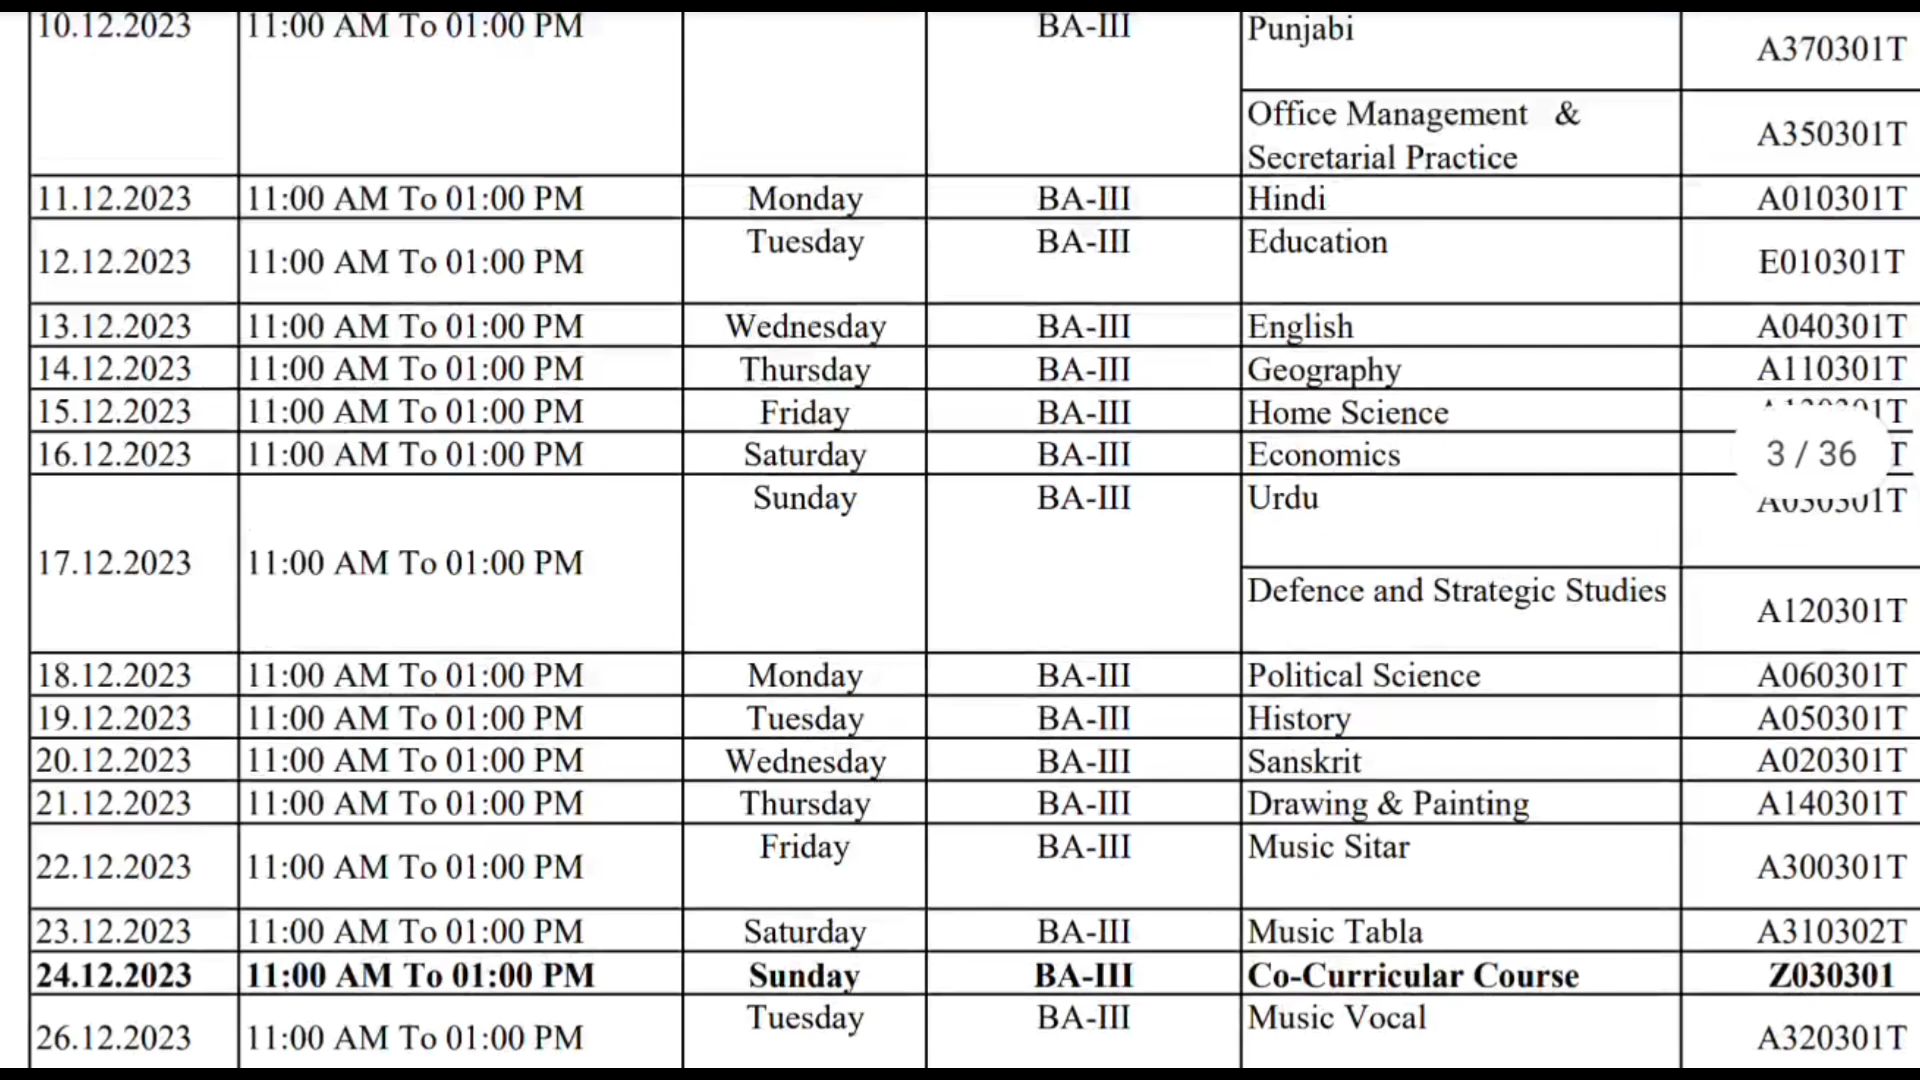 10.12.2023 11:00 AM To 01:00 PM BA-III Punjabi A370301T
Office Management & 
Secretarial Practice A350301T
11.12.2023 11:00 AM To 01:00 PM Monday BA-III Hindi A010301T
12.12.2023 11:00 AM To 01:00 PM Tuesday BA-III Education E010301T
13.12.2023 11:00 AM To 01:00 PM Wednesday BA-III English A040301T
14.12.2023 11:00 AM To 01:00 PM Thursday BA-III Geography A110301T
15.12.2023 11:00 AM To 01:00 PM Friday BA-III Home Science
16.12.2023 11:00 AM To 01:00 PM Saturday BA-III Economics
3 / 36
17.12.2023 11:00 AM To 01:00 PM Sunday BA-III Urdu A030301T
Defence and Strategic Studies A120301T
18.12.2023 11:00 AM To 01:00 PM Monday BA-III Political Science A060301T
19.12.2023 11:00 AM To 01:00 PM Tuesday BA-III History A050301T
20.12.2023 11:00 AM To 01:00 PM Wednesday BA-III Sanskrit A020301T
21.12.2023 11:00 AM To 01:00 PM Thursday BA-III Drawing & Painting A140301T
22.12.2023 11:00 AM To 01:00 PM Friday BA-III Music Sitar A300301T
23.12.2023 11:00 AM To 01:00 PM Saturday BA-III Music Tabla A310302T
24.12.2023 11:00 AM To 01:00 PM Sunday BA-III Co-Curricular Course Z030301
26.12.2023 11:00 AM To 01:00 PM Tuesday BA-III Music Vocal A320301T